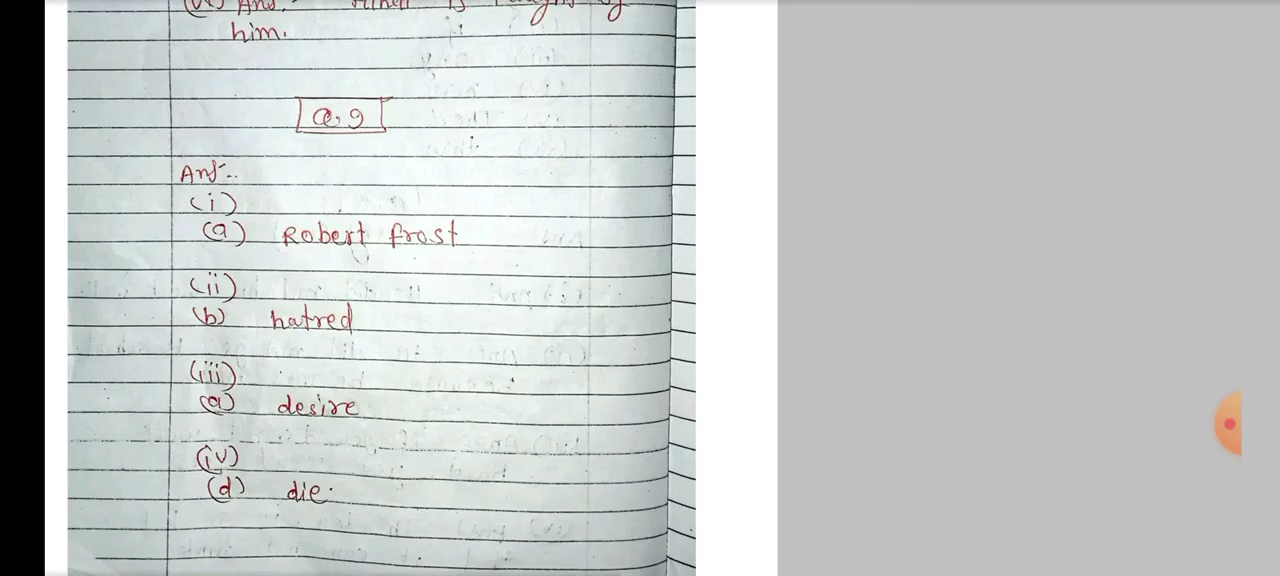 him.
Q. 9
Ans-..
(i)
(a) Robert frost
(ii)
(b) hatred
(iii)
(a) desire
(iv)
(d) die.